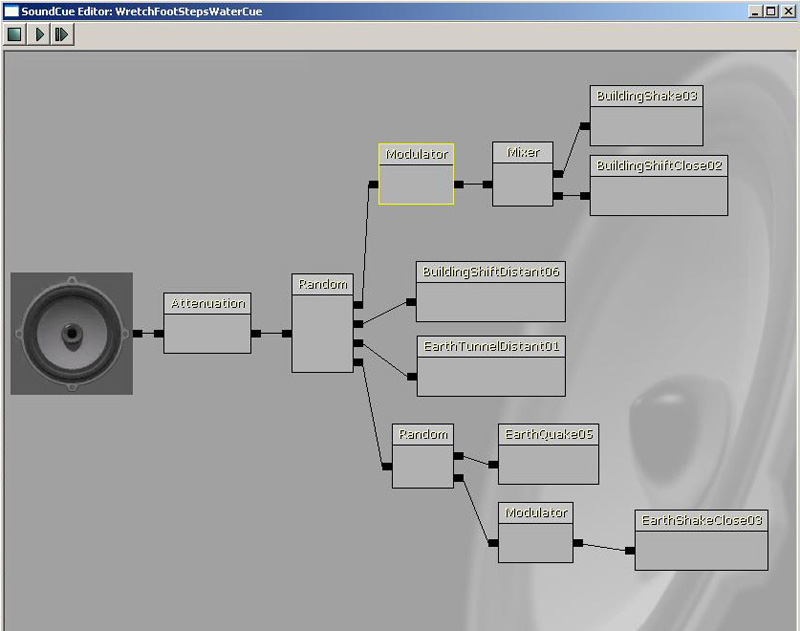 SoundCue Editor: WretchFootStepsWaterCue
BuildingShake03
Modulator
Mixer
BuildingShiftClose02
BuildingShiftDistant06
Random
Attenuation
EarthTunnelDistant01
Random
EarthQuake05
Modulator
EarthShakeClose03